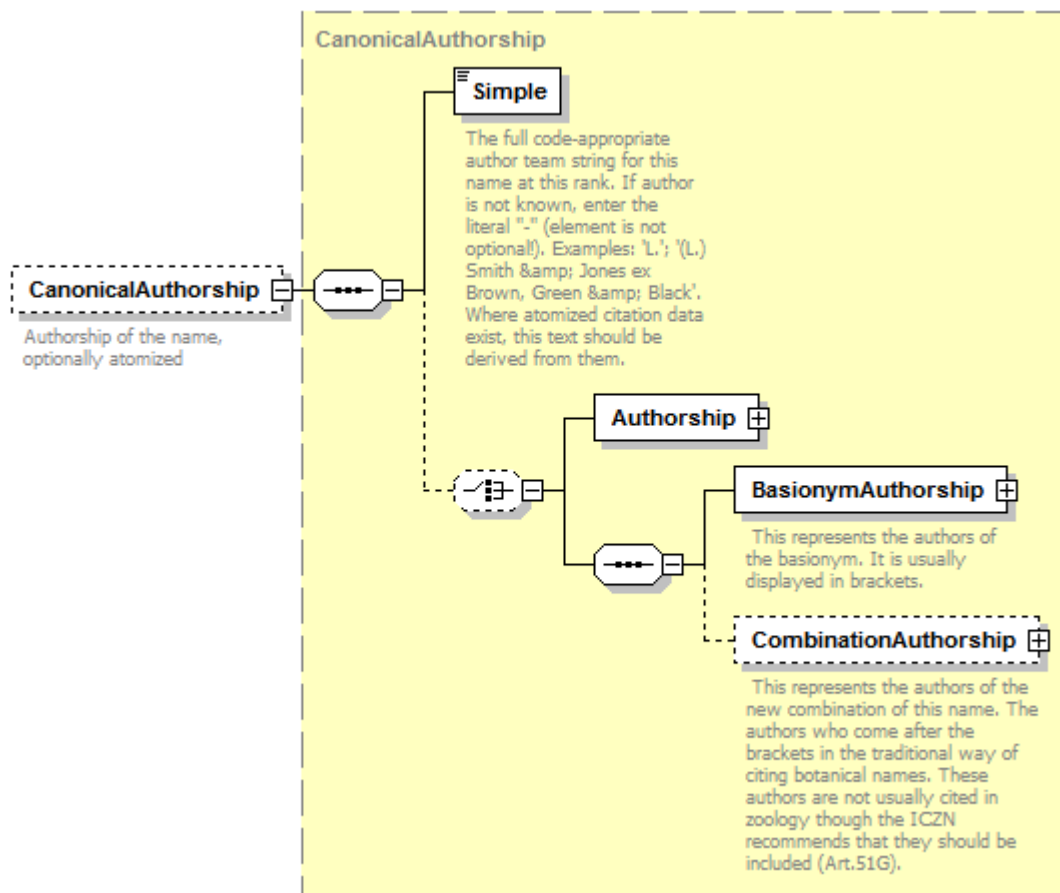 CanonicalAuthorship
Simple
The full code-appropriate
author team string for this
name at this rank. If author
is not known, enter the
literal "-" (element is not
optional!). Examples: 'L.'; '(L.)
Smith &amp; Jones ex
Brown, Green &amp; Black'.
Where atomized citation data
exist, this text should be
derived from them.
CanonicalAuthorship
Authorship of the name,
optionally atomized
Authorship
BasionymAuthorship
This represents the authors of
the basionym. It is usually
displayed in brackets.
CombinationAuthorship
This represents the authors of the
new combination of this name. The
authors who come after the
brackets in the traditional way of
citing botanical names. These
authors are not usually cited in
zoology though the ICZN
recommends that they should be
included (Art.51G).